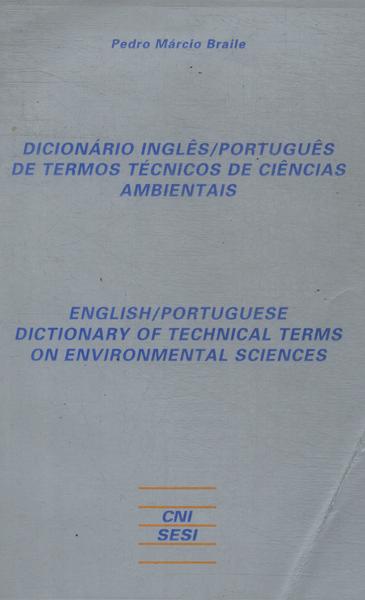 Pedro Márcio Braile
DICIONÁRIO INGLÊS/PORTUGUÊS
DE TERMOS TÉCNICOS DE CIÊNCIAS
AMBIENTAIS
ENGLISH/PORTUGUESE
DICTIONARY OF TECHNICAL TERMS
ON ENVIRONMENTAL SCIENCES
CNI
SESI